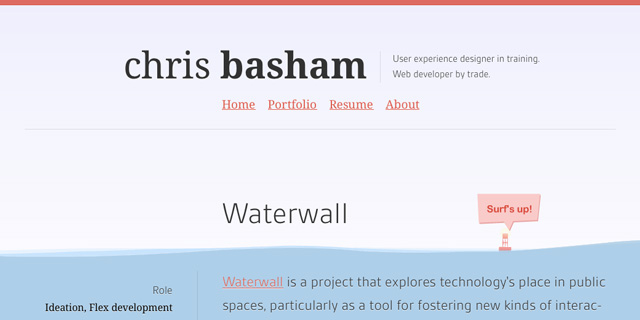 chris basham
User experience designer in training.
Web developer by trade.
Home Portfolio Resume About
Waterwall
Surf's up!
Role
Ideation, Flex development
Waterwall is a project that explores technology's place in public
spaces, particularly as a tool for fostering new kinds of interac-